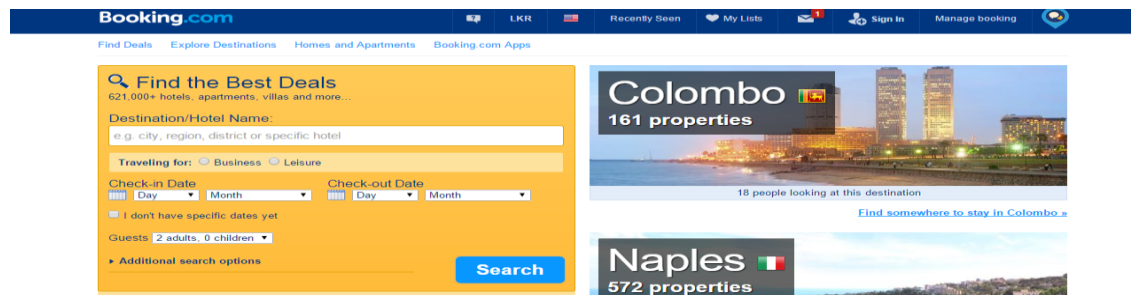 Booking.com LKR Recently Seen My Lists 1 Sign In Manage booking
Find Deals Explore Destinations Homes and Apartments Booking.com Apps
Find the Best Deals
621,000+ hotels, apartments, villas and more...
Destination/Hotel Name:
e.g. city, region, district or specific hotel
Traveling for: Business Leisure
Check-in Date Check-out Date
Day Month Day Month
I don't have specific dates yet
Guests 2 adults, 0 children
Additional search options
Search
Colombo
161 properties
18 people looking at this destination
Find somewhere to stay in Colombo »
Naples
572 properties